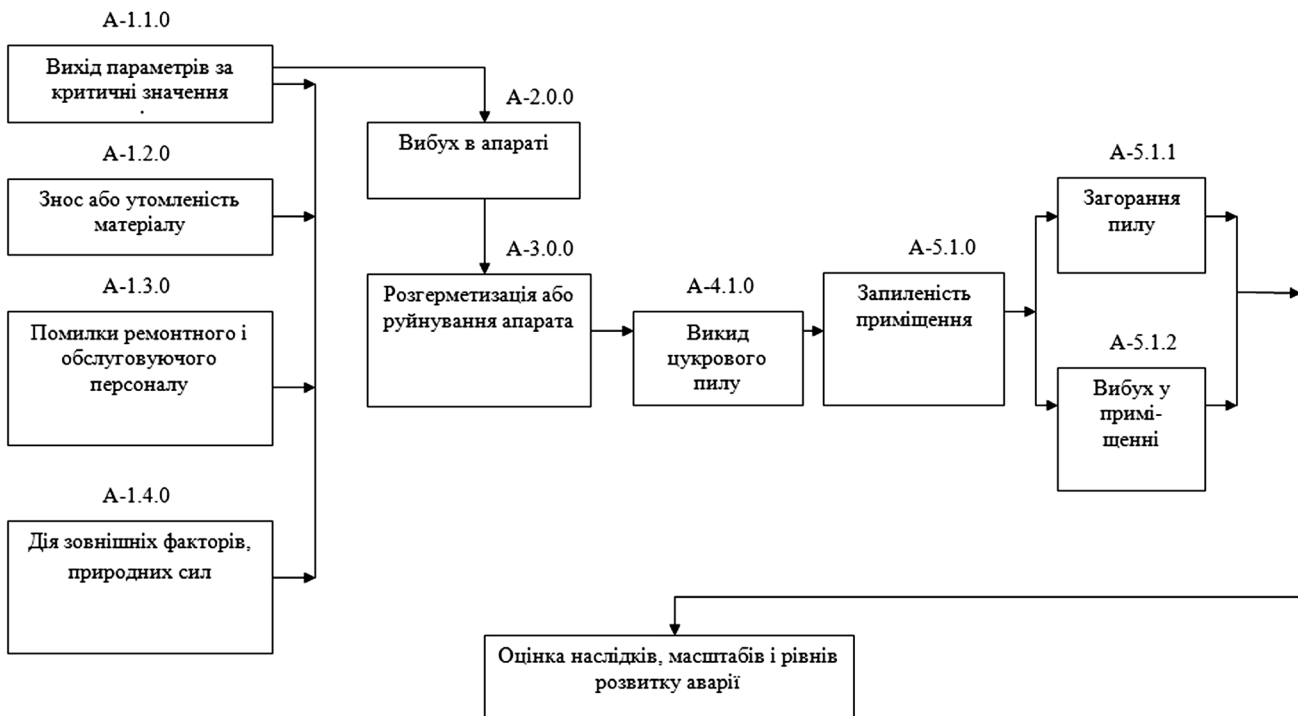 А-1.1.0
Вихід параметрів за
критичні значення
.
А-1.2.0
Знос або утомленість
матеріалу
А-1.3.0
Помилки ремонтного і
обслуговуючого
персоналу
А-1.4.0
Дія зовнішніх факторів,
природних сил
А-2.0.0
Вибух в апараті
А-3.0.0
Розгерметизація або
руйнування апарата
А-4.1.0
Викид
цукрового
пилу
А-5.1.0
Запиленість
приміщення
А-5.1.1
Загорання
пилу
А-5.1.2
Вибух у
примі-
щенні
Оцінка наслідків, масштабів і рівнів
розвитку аварії